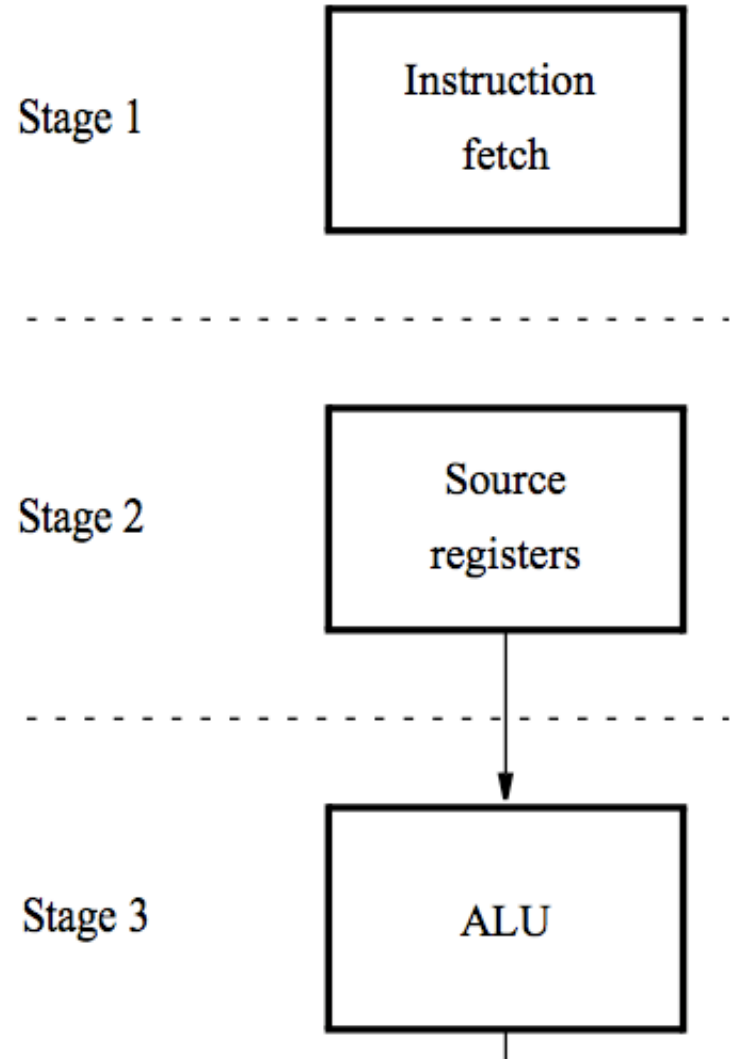 Stage 1
Instruction
fetch
Stage 2
Source
registers
Stage 3
ALU